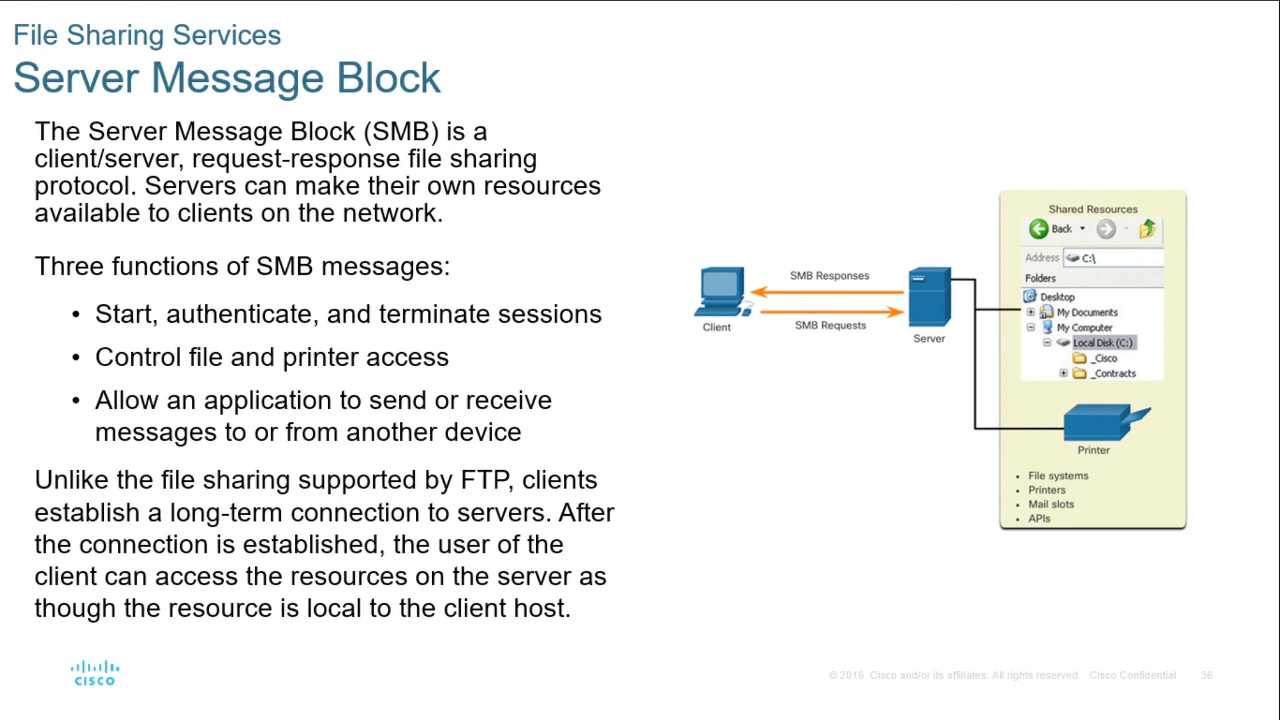 File Sharing Services
Server Message Block
The Server Message Block (SMB) is a
client/server, request-response file sharing
protocol. Servers can make their own resources
available to clients on the network.
Three functions of SMB messages:
• Start, authenticate, and terminate sessions
• Control file and printer access
• Allow an application to send or receive
messages to or from another device
Unlike the file sharing supported by FTP, clients
establish a long-term connection to servers. After
the connection is established, the user of the
client can access the resources on the server as
though the resource is local to the client host.
SMB Responses
SMB Requests
Client
Server
Shared Resources
Back
Address C:\
Folders
Desktop
My Documents
My Computer
Local Disk (C:)
_Cisco
_Contracts
Printer
• File systems
• Printers
• Mail slots
• APIs
CISCO
© 2016 Cisco and/or its affiliates. All rights reserved. Cisco Confidential 36